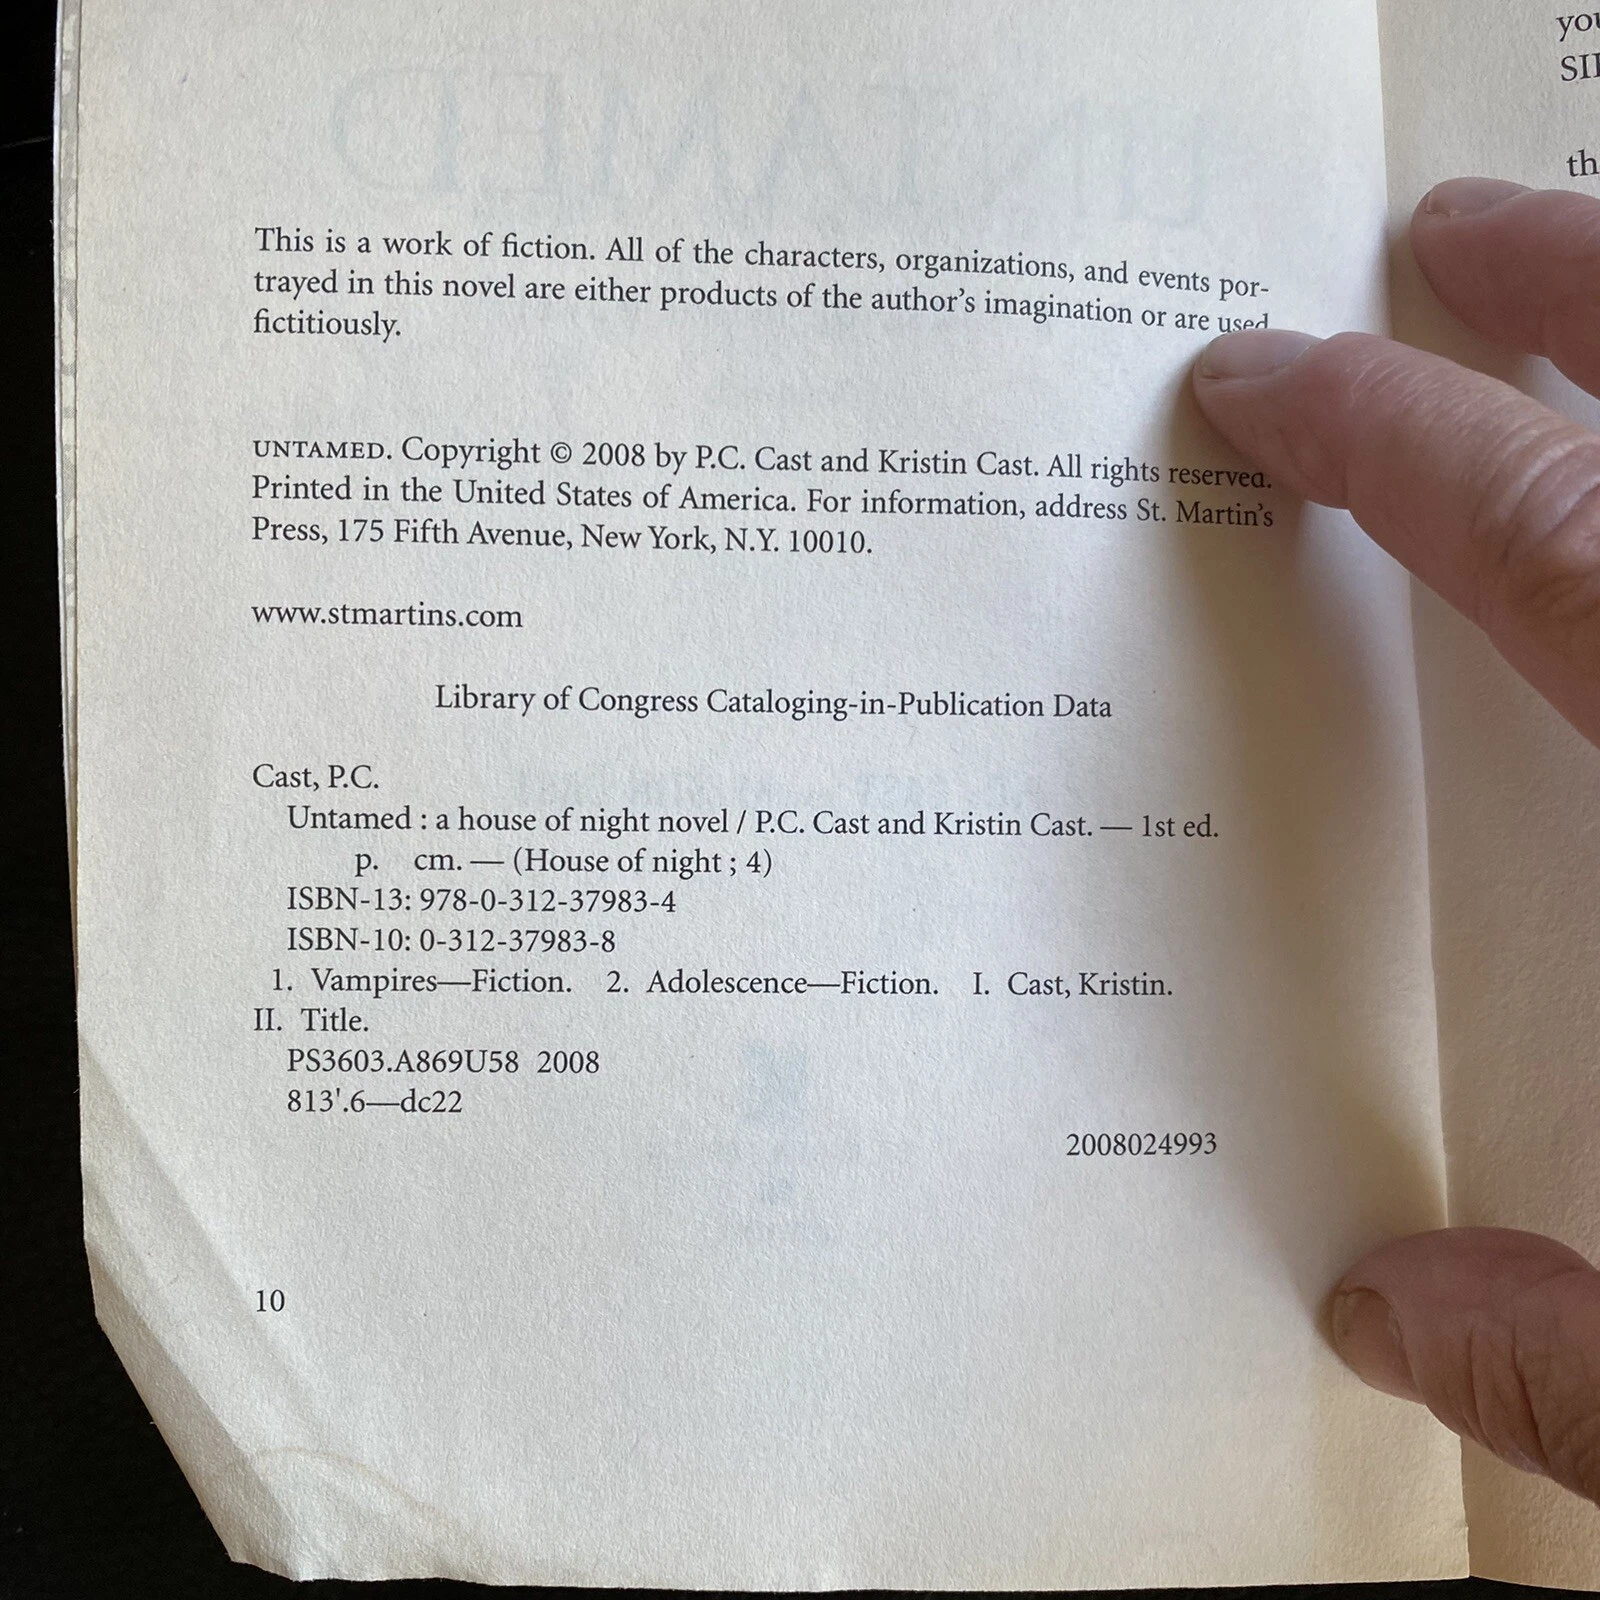 This is a work of fiction. All of the characters, organizations, and events por-
trayed in this novel are either products of the author's imagination or are used
fictitiously.
UNTAMED. Copyright © 2008 by P.C. Cast and Kristin Cast. All rights reserved.
Printed in the United States of America. For information, address St. Martin's
Press, 175 Fifth Avenue, New York, N.Y. 10010.
www.stmartins.com
Library of Congress Cataloging-in-Publication Data
Cast, P.C.
Untamed : a house of night novel / P.C. Cast and Kristin Cast. — 1st ed.
p. cm. — (House of night ; 4)
ISBN-13: 978-0-312-37983-4
ISBN-10: 0-312-37983-8
1. Vampires—Fiction. 2. Adolescence—Fiction. I. Cast, Kristin.
II. Title.
PS3603.A869U58 2008
813'.6—dc22
2008024993
10